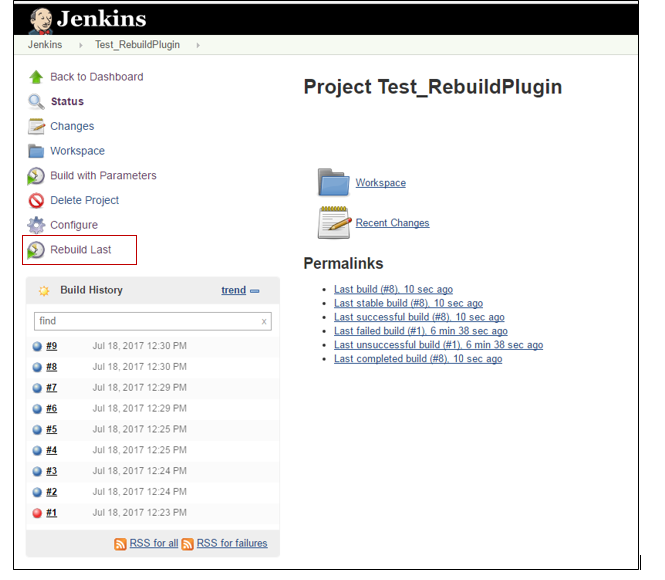 Jenkins
Jenkins Test_RebuildPlugin
Back to Dashboard
Status
Changes
Workspace
Build with Parameters
Delete Project
Configure
Rebuild Last
Build History trend
find x
#9 Jul 18, 2017 12:30 PM
#8 Jul 18, 2017 12:30 PM
#7 Jul 18, 2017 12:29 PM
#6 Jul 18, 2017 12:29 PM
#5 Jul 18, 2017 12:25 PM
#4 Jul 18, 2017 12:25 PM
#3 Jul 18, 2017 12:24 PM
#2 Jul 18, 2017 12:24 PM
#1 Jul 18, 2017 12:23 PM
RSS for all RSS for failures
Project Test_RebuildPlugin
Workspace
Recent Changes
Permalinks
Last build (#8), 10 sec ago
Last stable build (#8), 10 sec ago
Last successful build (#8), 10 sec ago
Last failed build (#1), 6 min 38 sec ago
Last unsuccessful build (#1), 6 min 38 sec ago
Last completed build (#8), 10 sec ago